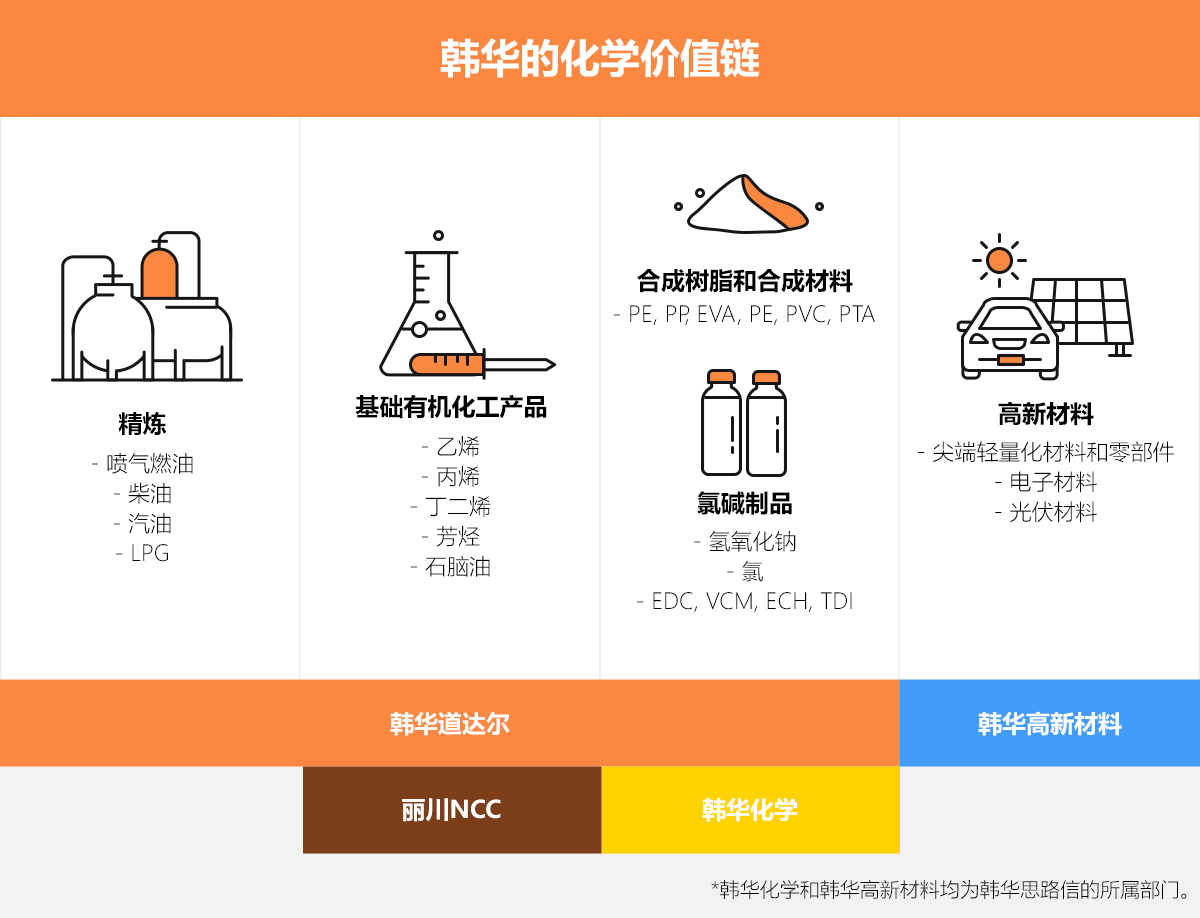 韩华的化学价值链
精炼
- 喷气燃油
- 柴油
- 汽油
- LPG
基础有机化工产品
- 乙烯
- 丙烯
- 丁二烯
- 芳烃
- 石脑油
合成树脂和合成材料
- PE, PP, EVA, PE, PVC, PTA
氯碱制品
- 氢氧化钠
- 氯
- EDC, VCM, ECH, TDI
高新材料
- 尖端轻量化材料和零部件
- 电子材料
- 光伏材料
韩华道达尔
韩华高新材料
丽川NCC
韩华化学
*韩华化学和韩华高新材料均为韩华思路信的所属部门。